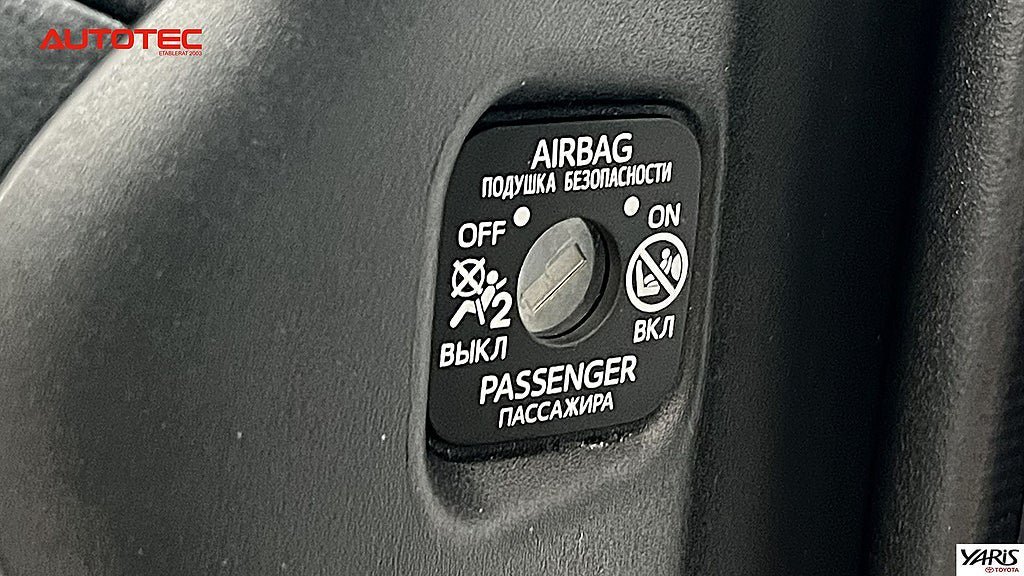 AUTOTEC
ETABLERAT 2003
AIRBAG
ПОДУШКА БЕЗОПАСНОСТИ
OFF
ON
2
ВЫКЛ
ВКЛ
PASSENGER
ПАССАЖИРА
YARiS
TOYOTA